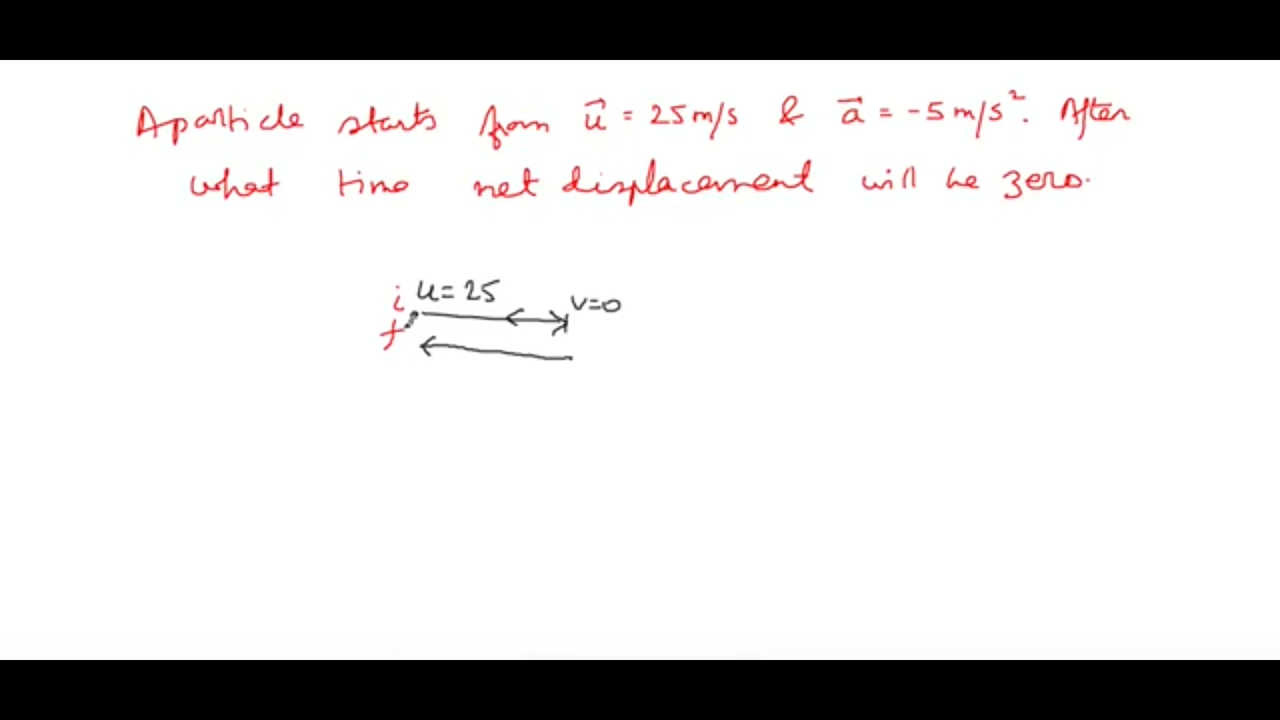 A particle starts from u⃗ = 25 m/s & a⃗ = -5 m/s². After
what time net displacement will be zero.
i u = 25
v=0
f